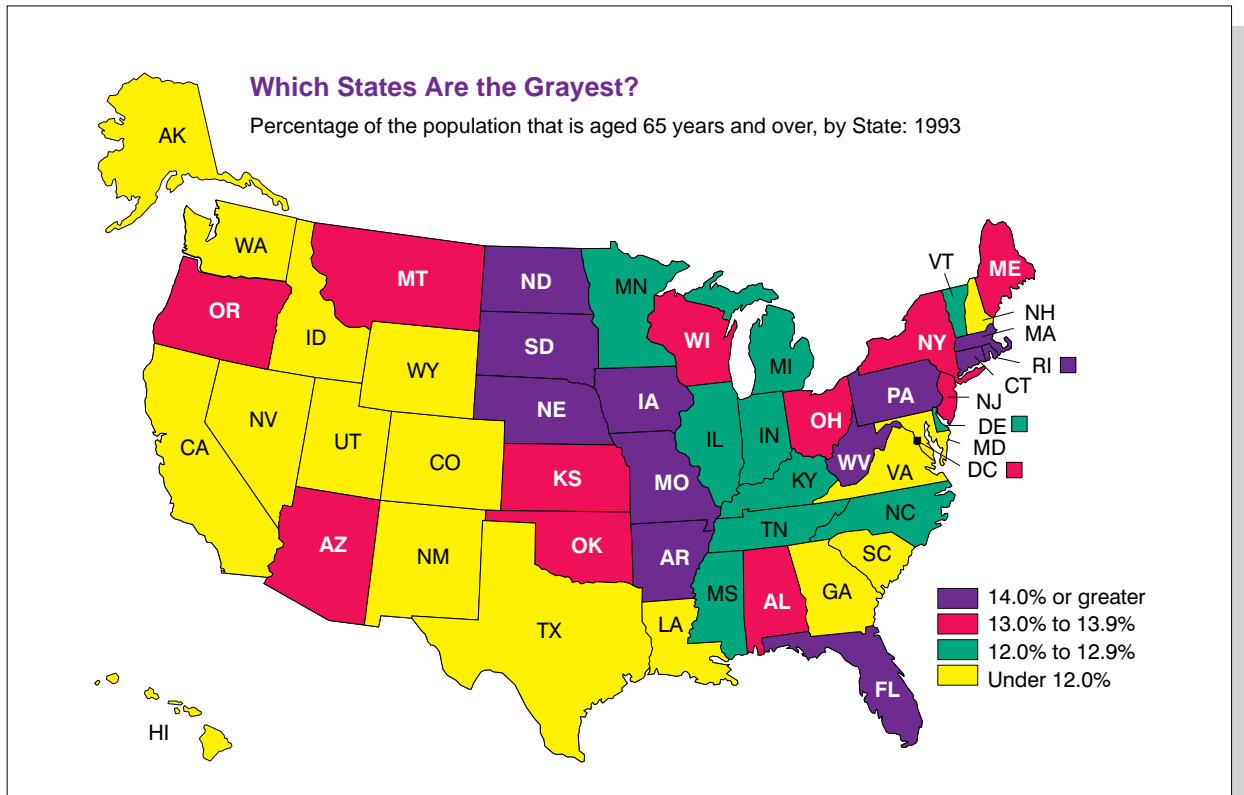 Which States Are the Grayest?
Percentage of the population that is aged 65 years and over, by State: 1993
AK
WA
MT
ND
MN
VT
ME
OR
ID
SD
WI
NY
NH
MA
WY
MI
RI
CT
NV
NE
IA
PA
NJ
CA
UT
CO
IL
IN
OH
DE
MD
KS
MO
KY
WV
VA
DC
AZ
NM
OK
AR
TN
NC
SC
MS
AL
GA
TX
LA
FL
HI
14.0% or greater
13.0% to 13.9%
12.0% to 12.9%
Under 12.0%